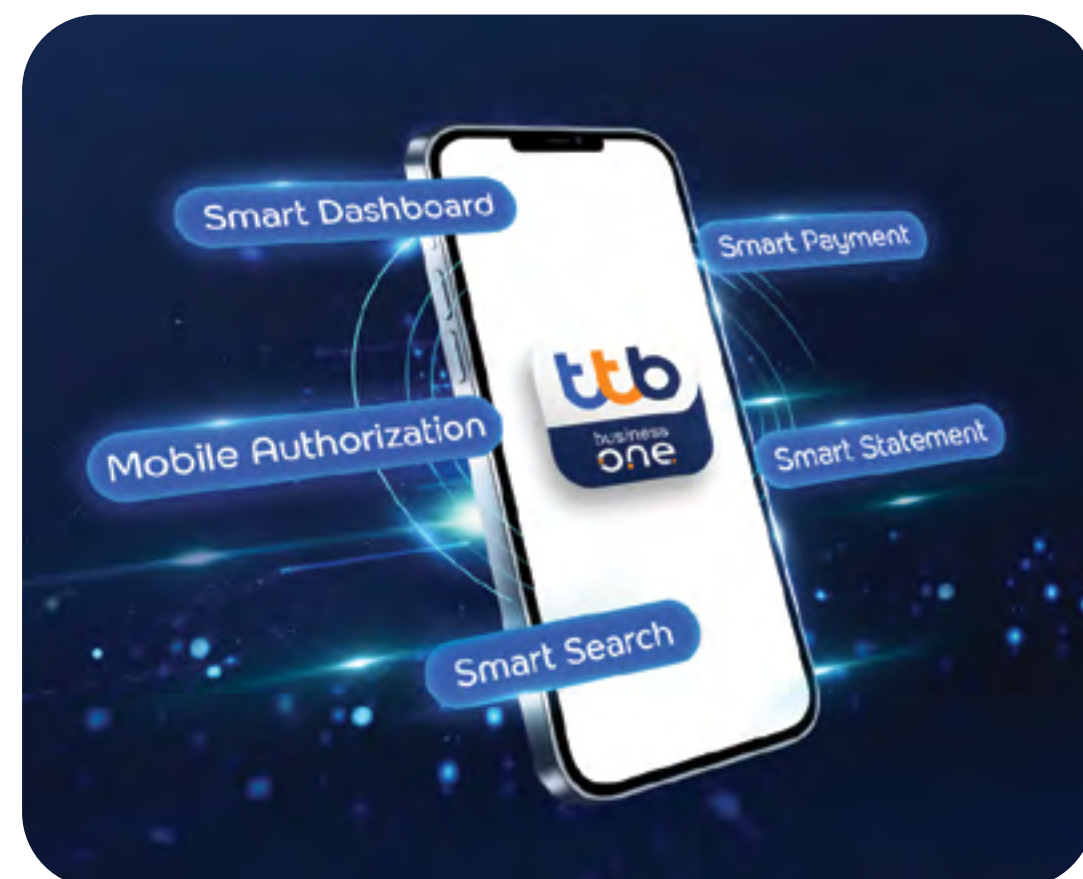 Smart Dashboard
Smart Payment
ttb
business
one
Mobile Authorization
Smart Statement
Smart Search